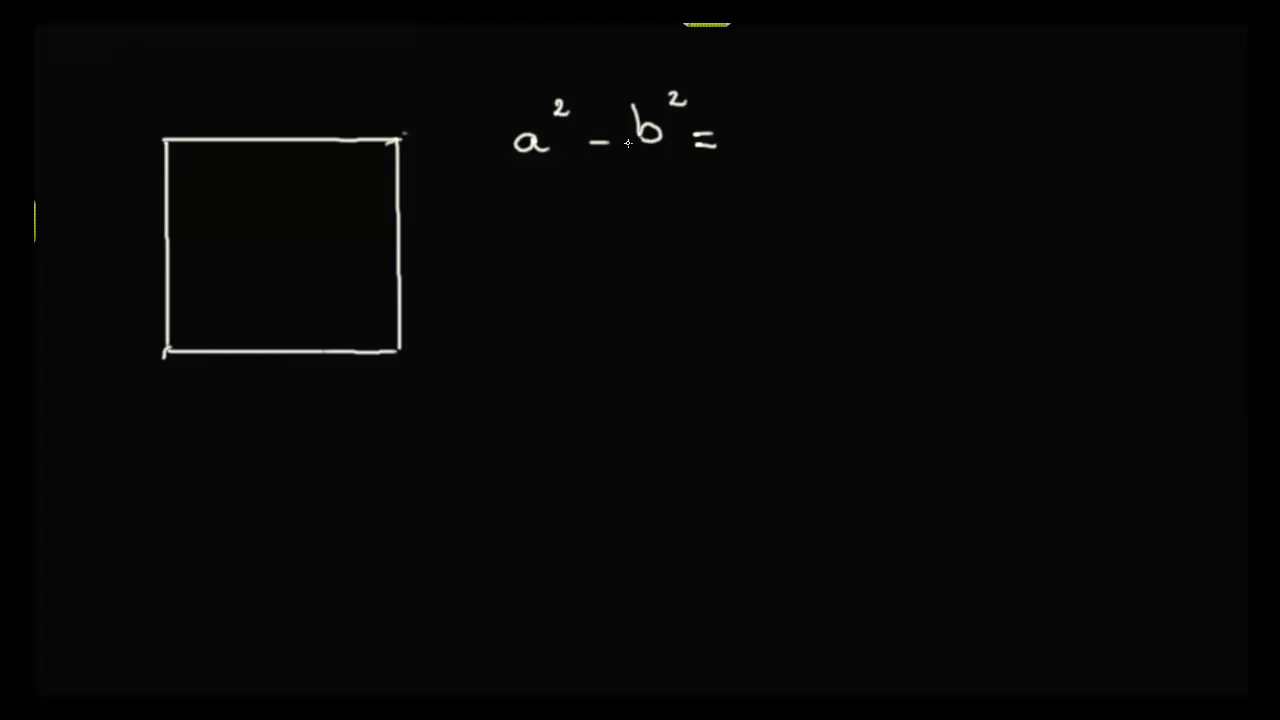 a² - b² =